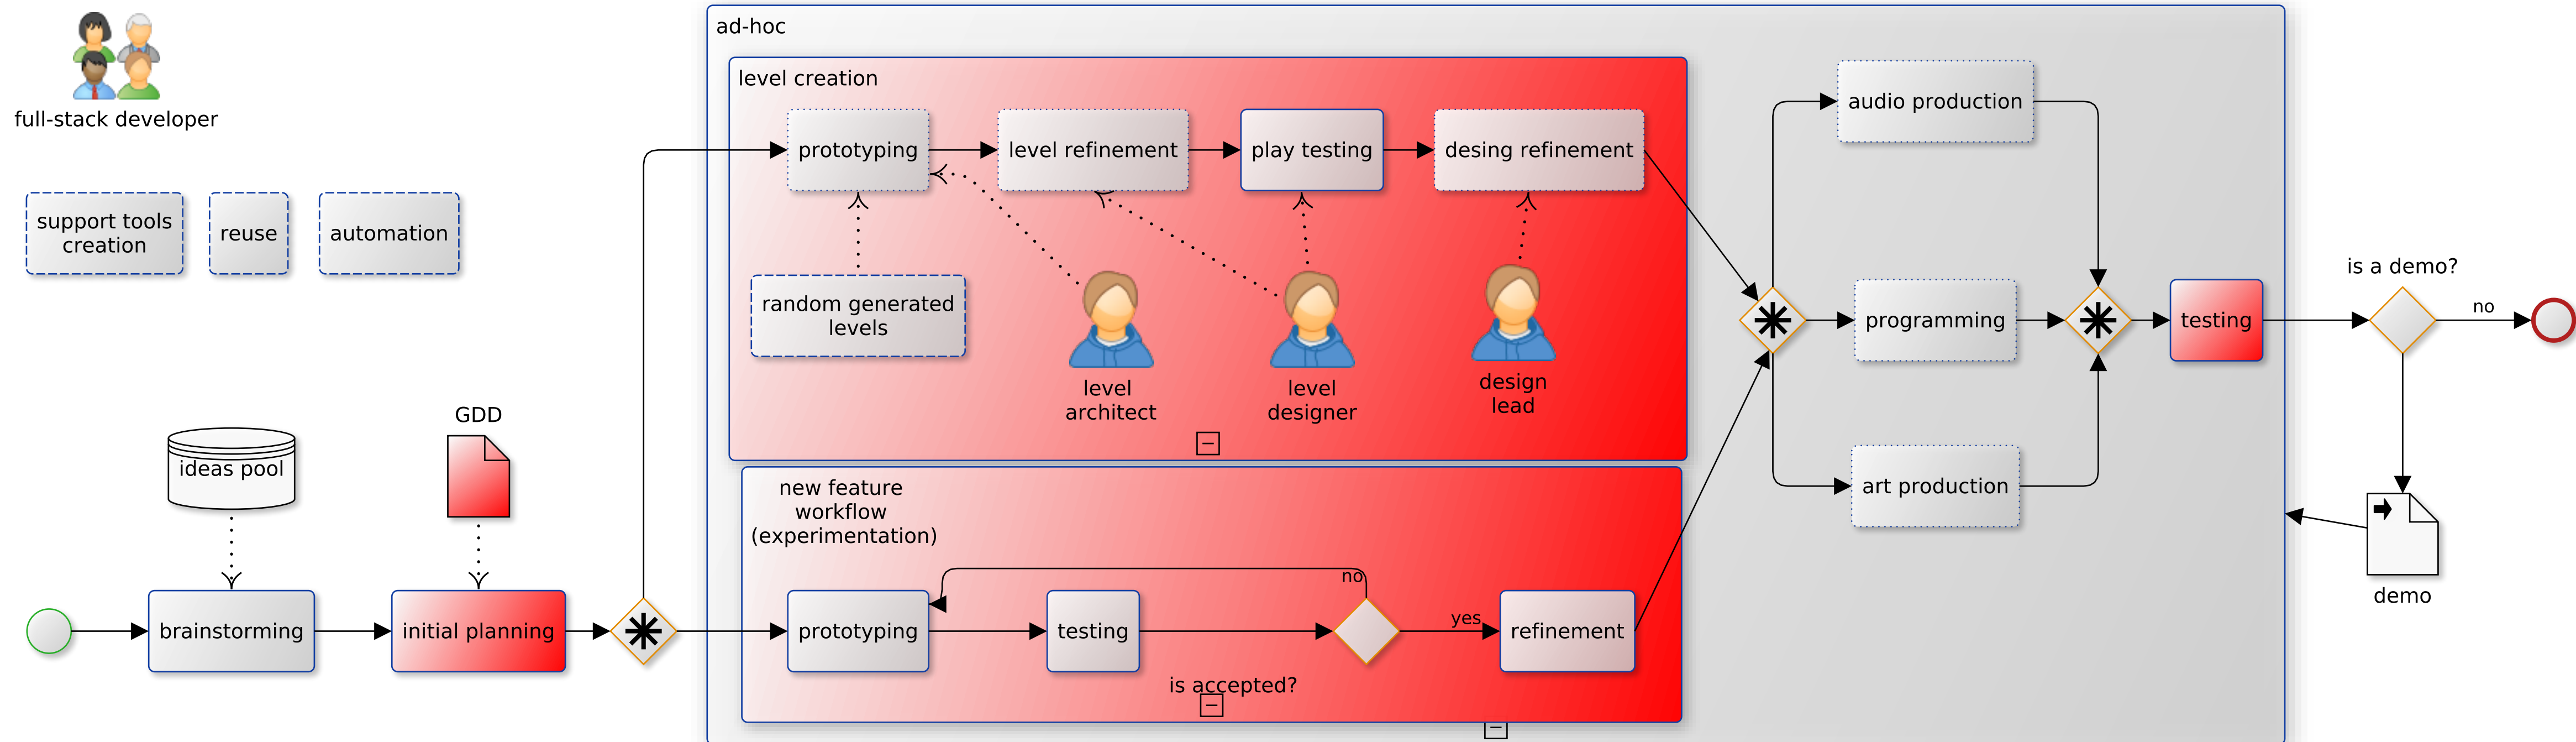 full-stack developer
support tools
creation
reuse
automation
ideas pool
GDD
brainstorming
initial planning
ad-hoc
level creation
prototyping
level refinement
play testing
desing refinement
random generated
levels
level
architect
level
designer
design
lead
new feature
workflow
(experimentation)
no
prototyping
testing
yes
refinement
is accepted?
audio production
programming
art production
testing
is a demo?
no
demo